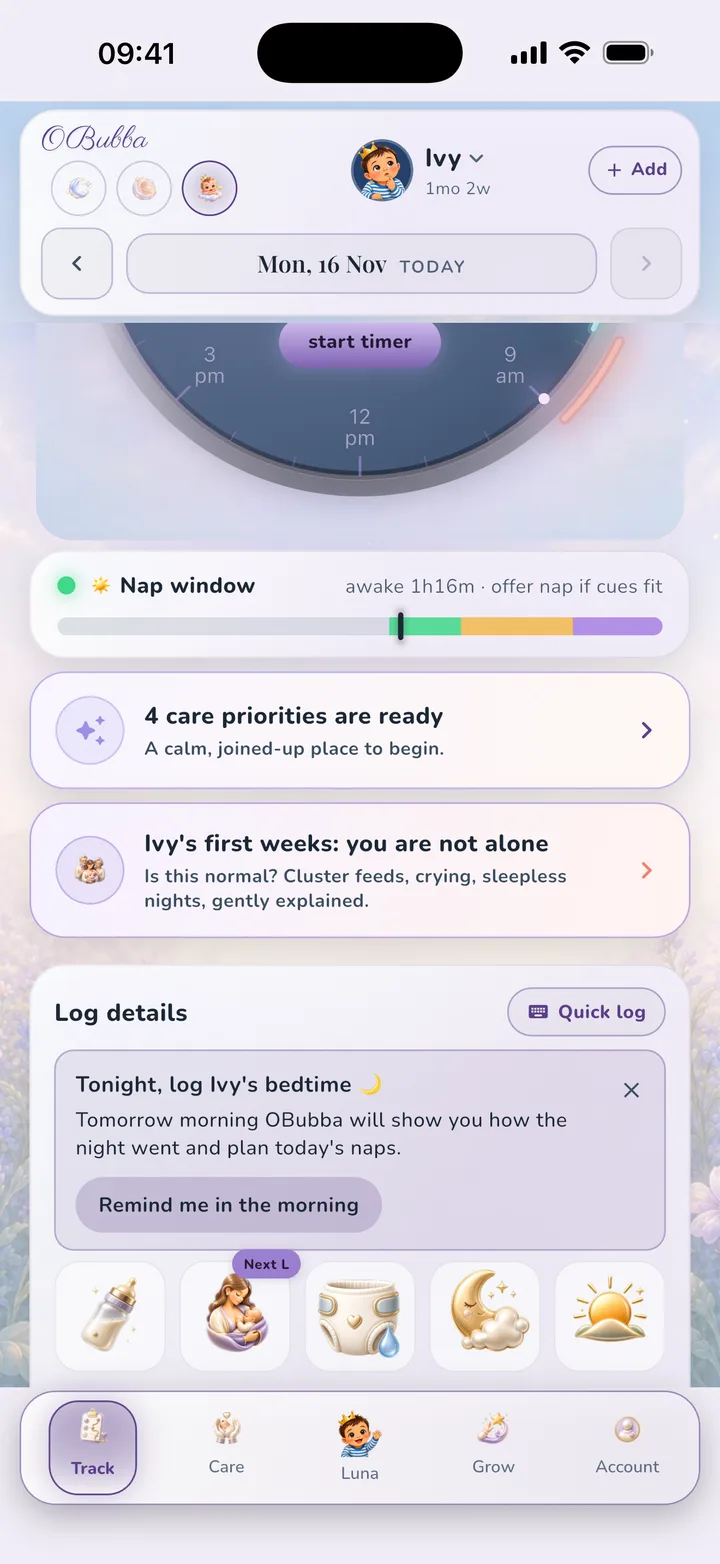 09:41
OBubba
Ivy
1mo 2w
+ Add
Mon, 16 Nov TODAY
start timer
3
pm
9
am
12
pm
Nap window
awake 1h16m · offer nap if cues fit
4 care priorities are ready
A calm, joined-up place to begin.
Ivy's first weeks: you are not alone
Is this normal? Cluster feeds, crying, sleepless
nights, gently explained.
Log details
Quick log
Tonight, log Ivy's bedtime 🌙
Tomorrow morning OBubba will show you how the
night went and plan today's naps.
Remind me in the morning
Next L
Track
Care
Luna
Grow
Account